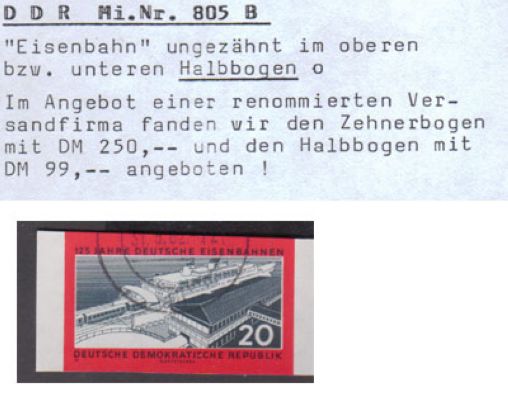 D D R Mi.Nr. 805 B
"Eisenbahn" ungezähnt im oberen
bzw. unteren Halbbogen o
Im Angebot einer renommierten Ver-
sandfirma fanden wir den Zehnerbogen
mit DM 250,-- und den Halbbogen mit
DM 99,-- angeboten !
125 JAHRE DEUTSCHE EISENBAHNEN
20
DEUTSCHE DEMOKRATISCHE REPUBLIK